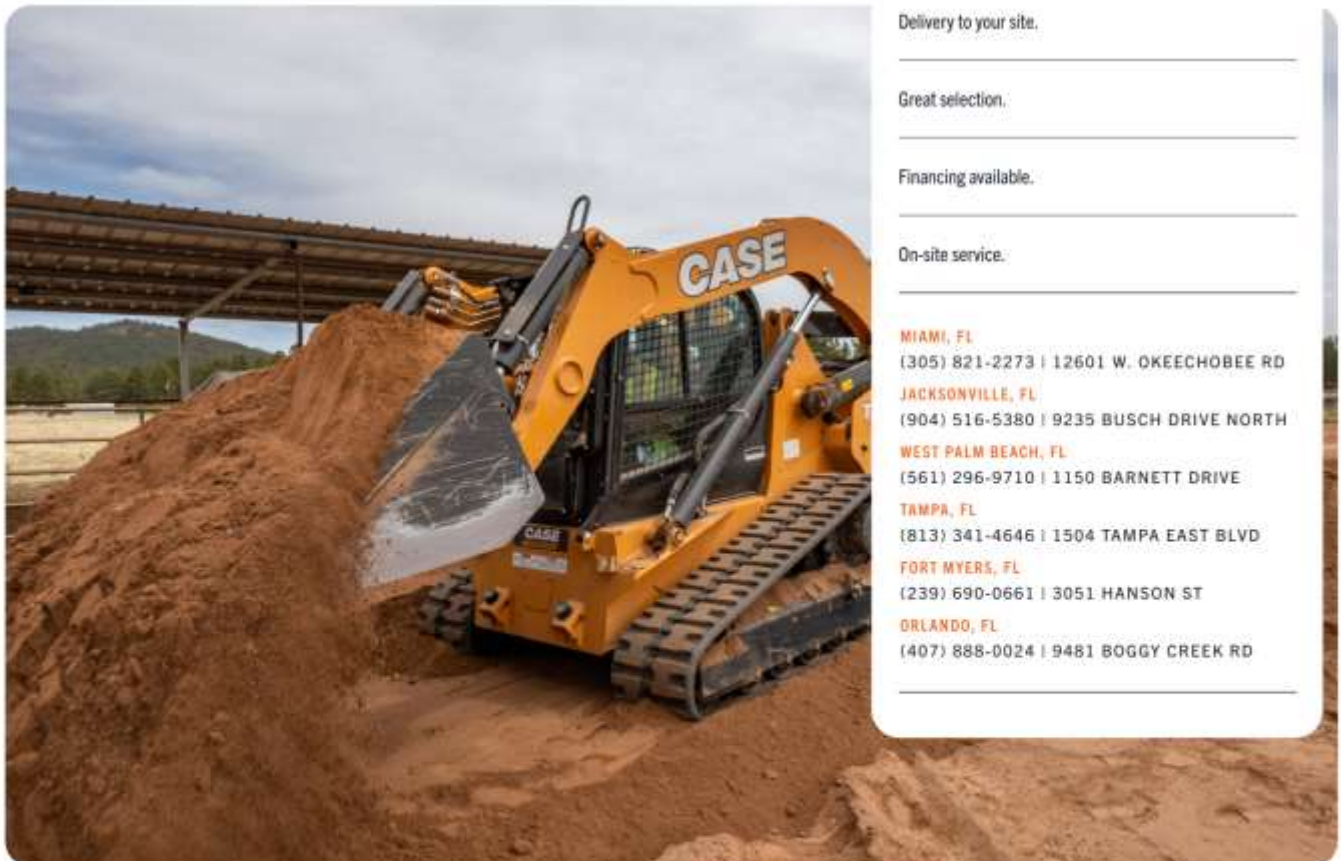 Delivery to your site.
Great selection.
Financing available.
On-site service.
MIAMI, FL
(305) 821-2273 | 12601 W. OKEECHOBEE RD
JACKSONVILLE, FL
(904) 516-5380 | 9235 BUSCH DRIVE NORTH
WEST PALM BEACH, FL
(561) 296-9710 | 1150 BARNETT DRIVE
TAMPA, FL
(813) 341-4646 | 1504 TAMPA EAST BLVD
FORT MYERS, FL
(239) 690-0661 | 3051 HANSON ST
ORLANDO, FL
(407) 888-0024 | 9481 BOGGY CREEK RD
CASE
CASE